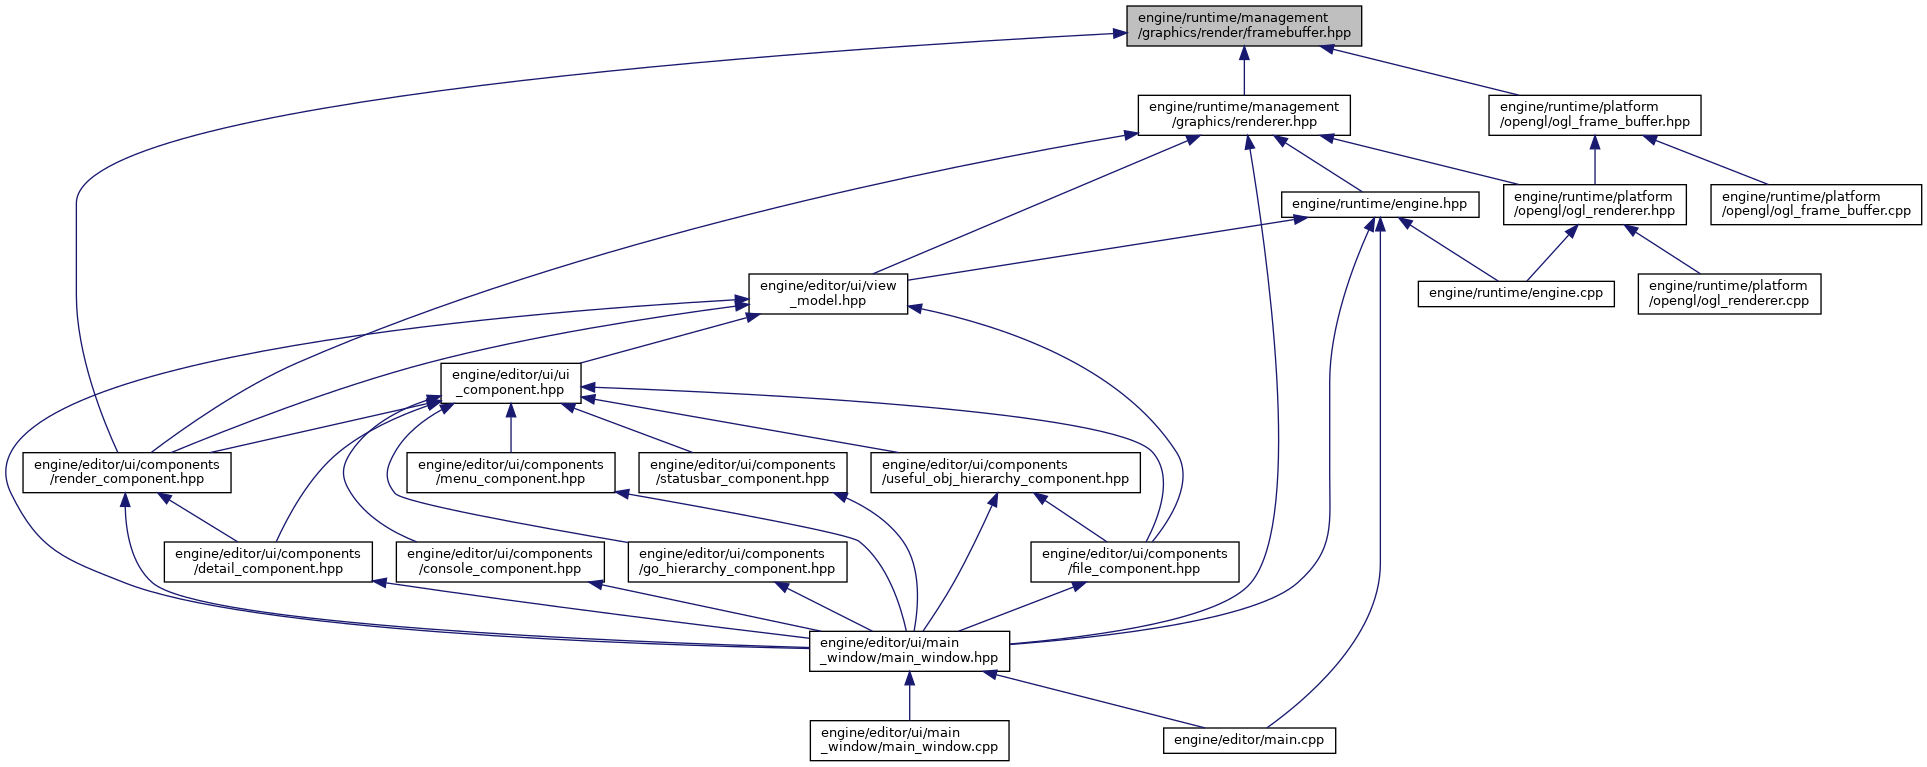 engine/runtime/management
/graphics/render/framebuffer.hpp
engine/runtime/management
/graphics/renderer.hpp
engine/runtime/platform
/opengl/ogl_frame_buffer.hpp
engine/runtime/engine.hpp
engine/runtime/platform
/opengl/ogl_renderer.hpp
engine/runtime/platform
/opengl/ogl_frame_buffer.cpp
engine/editor/ui/view
_model.hpp
engine/runtime/engine.cpp
engine/runtime/platform
/opengl/ogl_renderer.cpp
engine/editor/ui/ui
_component.hpp
engine/editor/ui/components
/render_component.hpp
engine/editor/ui/components
/menu_component.hpp
engine/editor/ui/components
/statusbar_component.hpp
engine/editor/ui/components
/useful_obj_hierarchy_component.hpp
engine/editor/ui/components
/detail_component.hpp
engine/editor/ui/components
/console_component.hpp
engine/editor/ui/components
/go_hierarchy_component.hpp
engine/editor/ui/components
/file_component.hpp
engine/editor/ui/main
_window/main_window.hpp
engine/editor/ui/main
_window/main_window.cpp
engine/editor/main.cpp